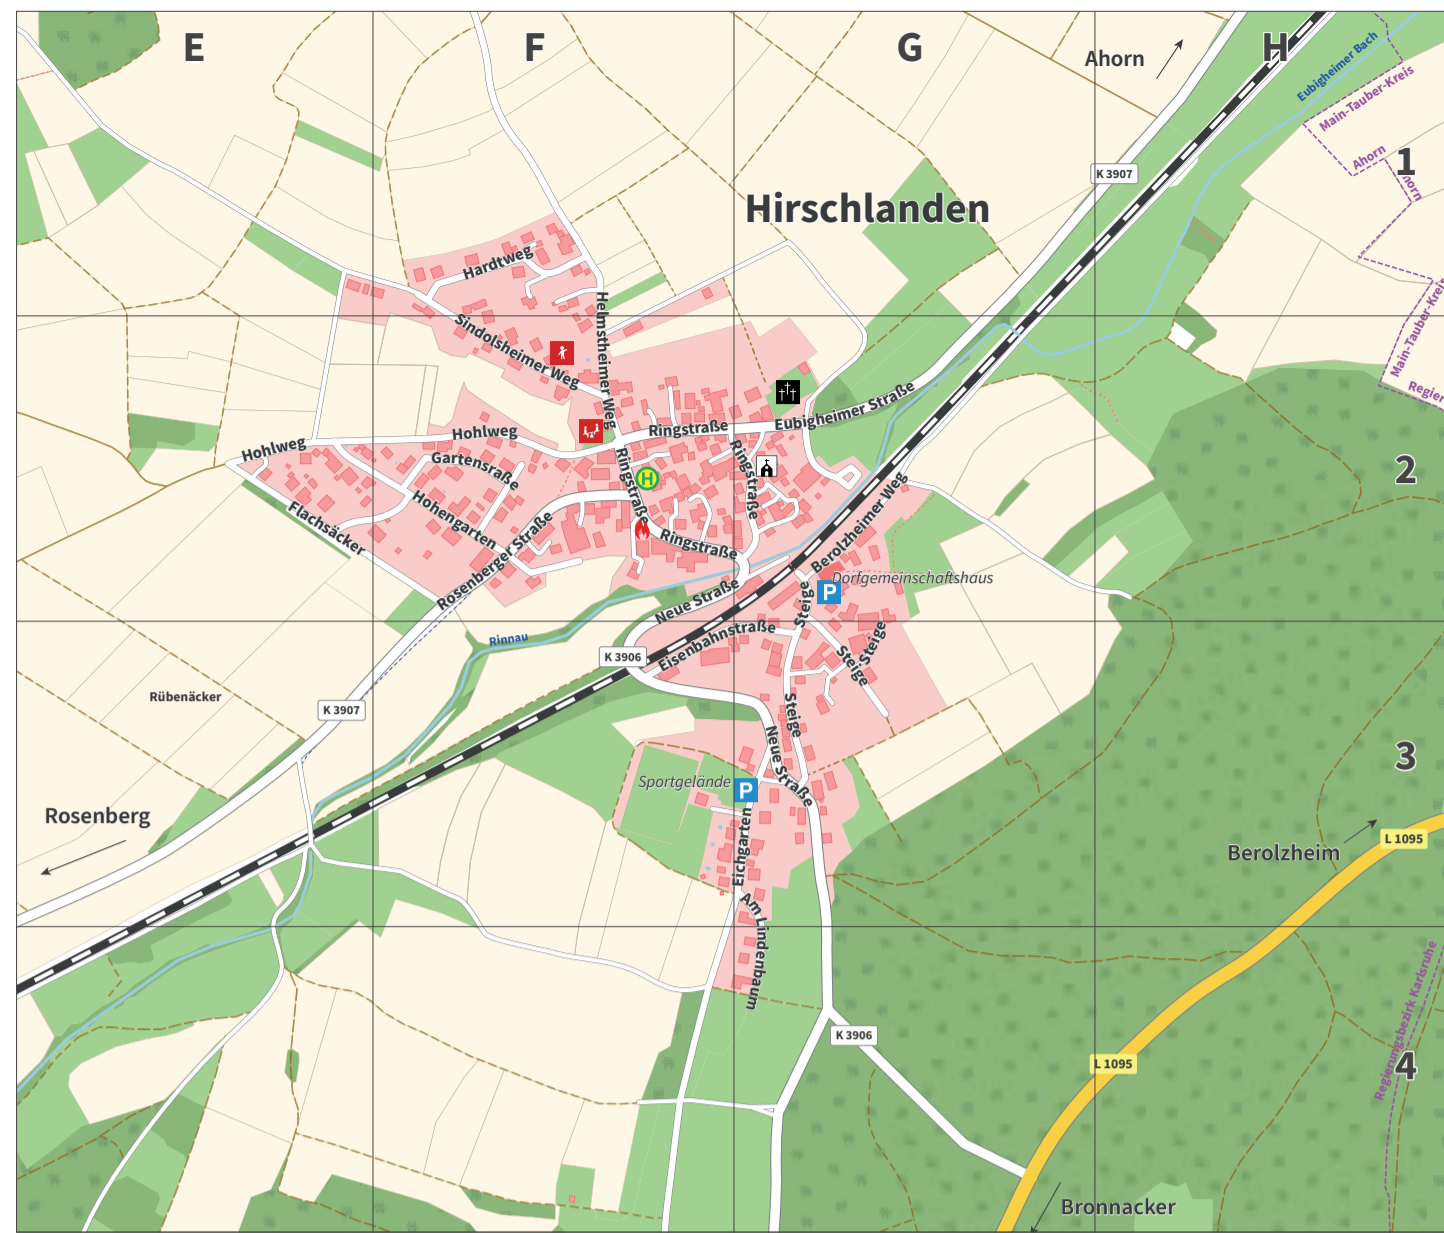 E
F
G
H
Ahorn
Eubigheimer Bach
Main-Tauber-Kreis
Ahorn
1
K 3907
Hirschlanden
Hardtweg
Helmstheimer Weg
Sindolsheimer Weg
Main-Tauber-Kreis
Eubigheimer Straße
Ringstraße
Hohlweg
Hohlweg
Gartensraße
Ringstraße
Ringstraße
H
2
Hohengarten
Flachsäcker
Rosenberger Straße
Ringstraße
Berolzheimer Weg
Dorfgemeinschaftshaus
P
Neue Straße
Steige
Eisenbahnstraße
Steige
Steige
Rinnau
K 3906
Rübenäcker
K 3907
Steige
Neue Straße
3
Sportgelände
P
Rosenberg
Eichgarten
L 1095
Berolzheim
Am Lindenbaum
Regierungsbezirk Karlsruhe
K 3906
L 1095
4
Bronnacker